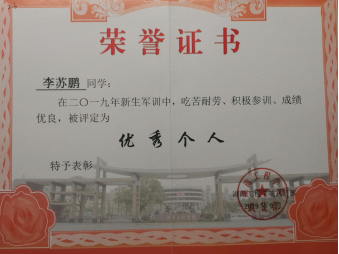 荣誉证书
李苏鹏 同学：
在二〇一九年新生军训中，吃苦耐劳、积极参训、成绩
优良，被评定为
优秀个人
特予表彰